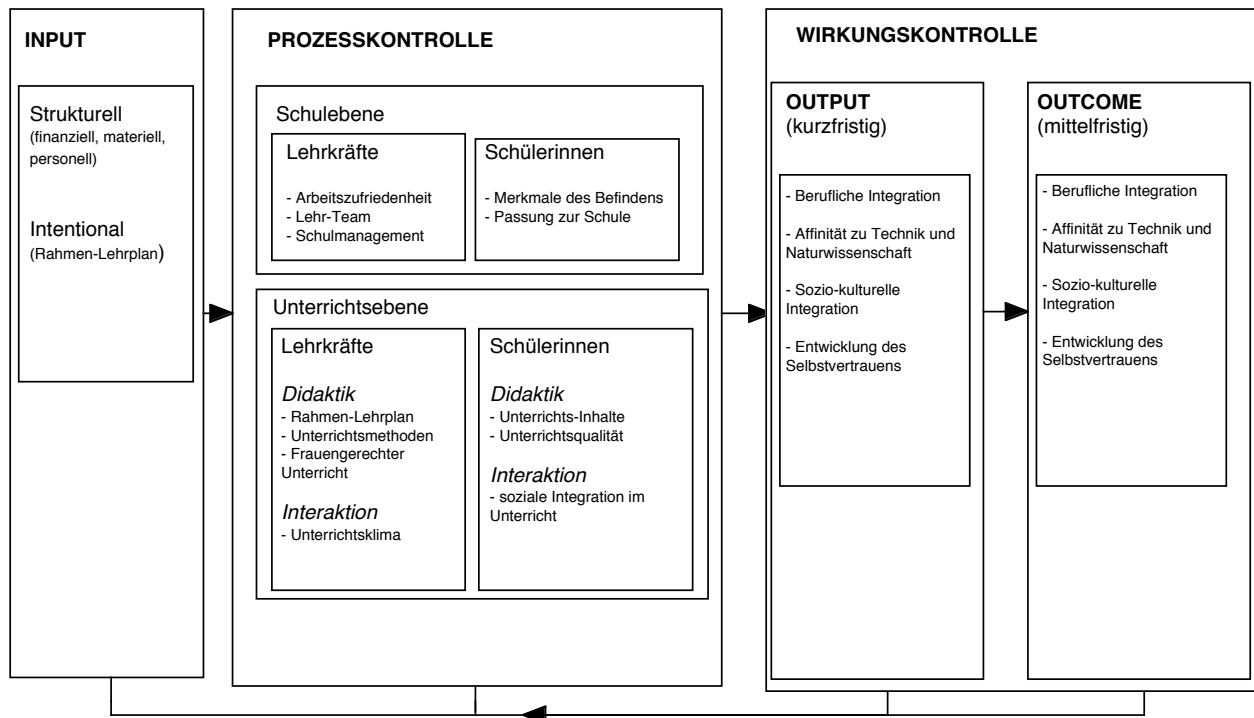 INPUT
Strukturell
(finanziell, materiell,
personell)
Intentional
(Rahmen-Lehrplan)
PROZESSKONTROLLE
Schulebene
Lehrkräfte
- Arbeitszufriedenheit
- Lehr-Team
- Schulmanagement
Schülerinnen
- Merkmale des Befindens
- Passung zur Schule
Unterrichtsebene
Lehrkräfte
Didaktik
- Rahmen-Lehrplan
- Unterrichtsmethoden
- Frauengerechter
Unterricht
Interaktion
- Unterrichtsklima
Schülerinnen
Didaktik
- Unterrichts-Inhalte
- Unterrichtsqualität
Interaktion
- soziale Integration im
Unterricht
WIRKUNGSKONTROLLE
OUTPUT
(kurzfristig)
- Berufliche Integration
- Affinität zu Technik und
Naturwissenschaft
- Sozio-kulturelle
Integration
- Entwicklung des
Selbstvertrauens
OUTCOME
(mittelfristig)
- Berufliche Integration
- Affinität zu Technik und
Naturwissenschaft
- Sozio-kulturelle
Integration
- Entwicklung des
Selbstvertrauens